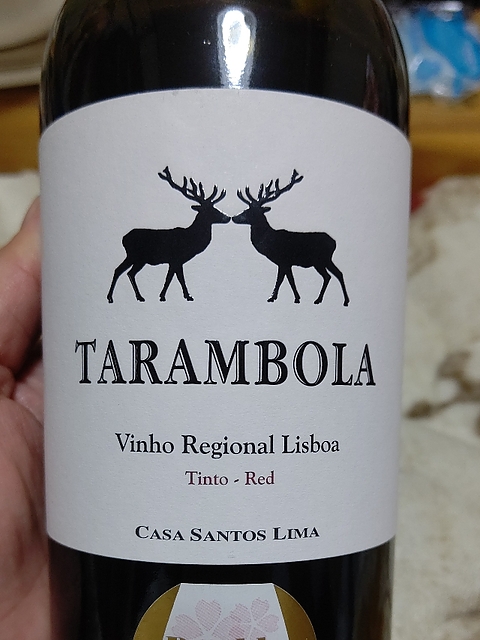 TARAMBOLA
Vinho Regional Lisboa
Tinto - Red
CASA SANTOS LIMA